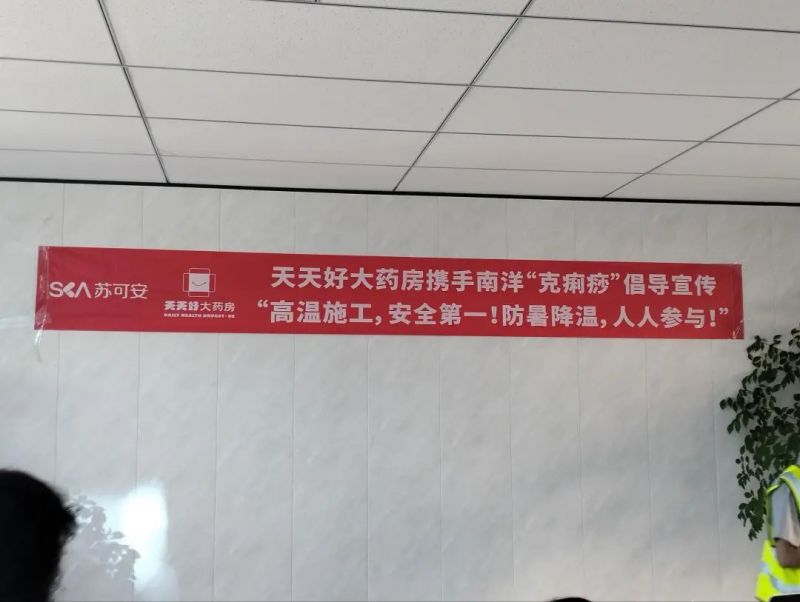 天天好大药房携手南洋“克痢痧”倡导宣传
“高温施工,安全第一!防暑降温,人人参与!”
SKA 苏可安
天天好大药房
DAILY HEALTH DRUGST